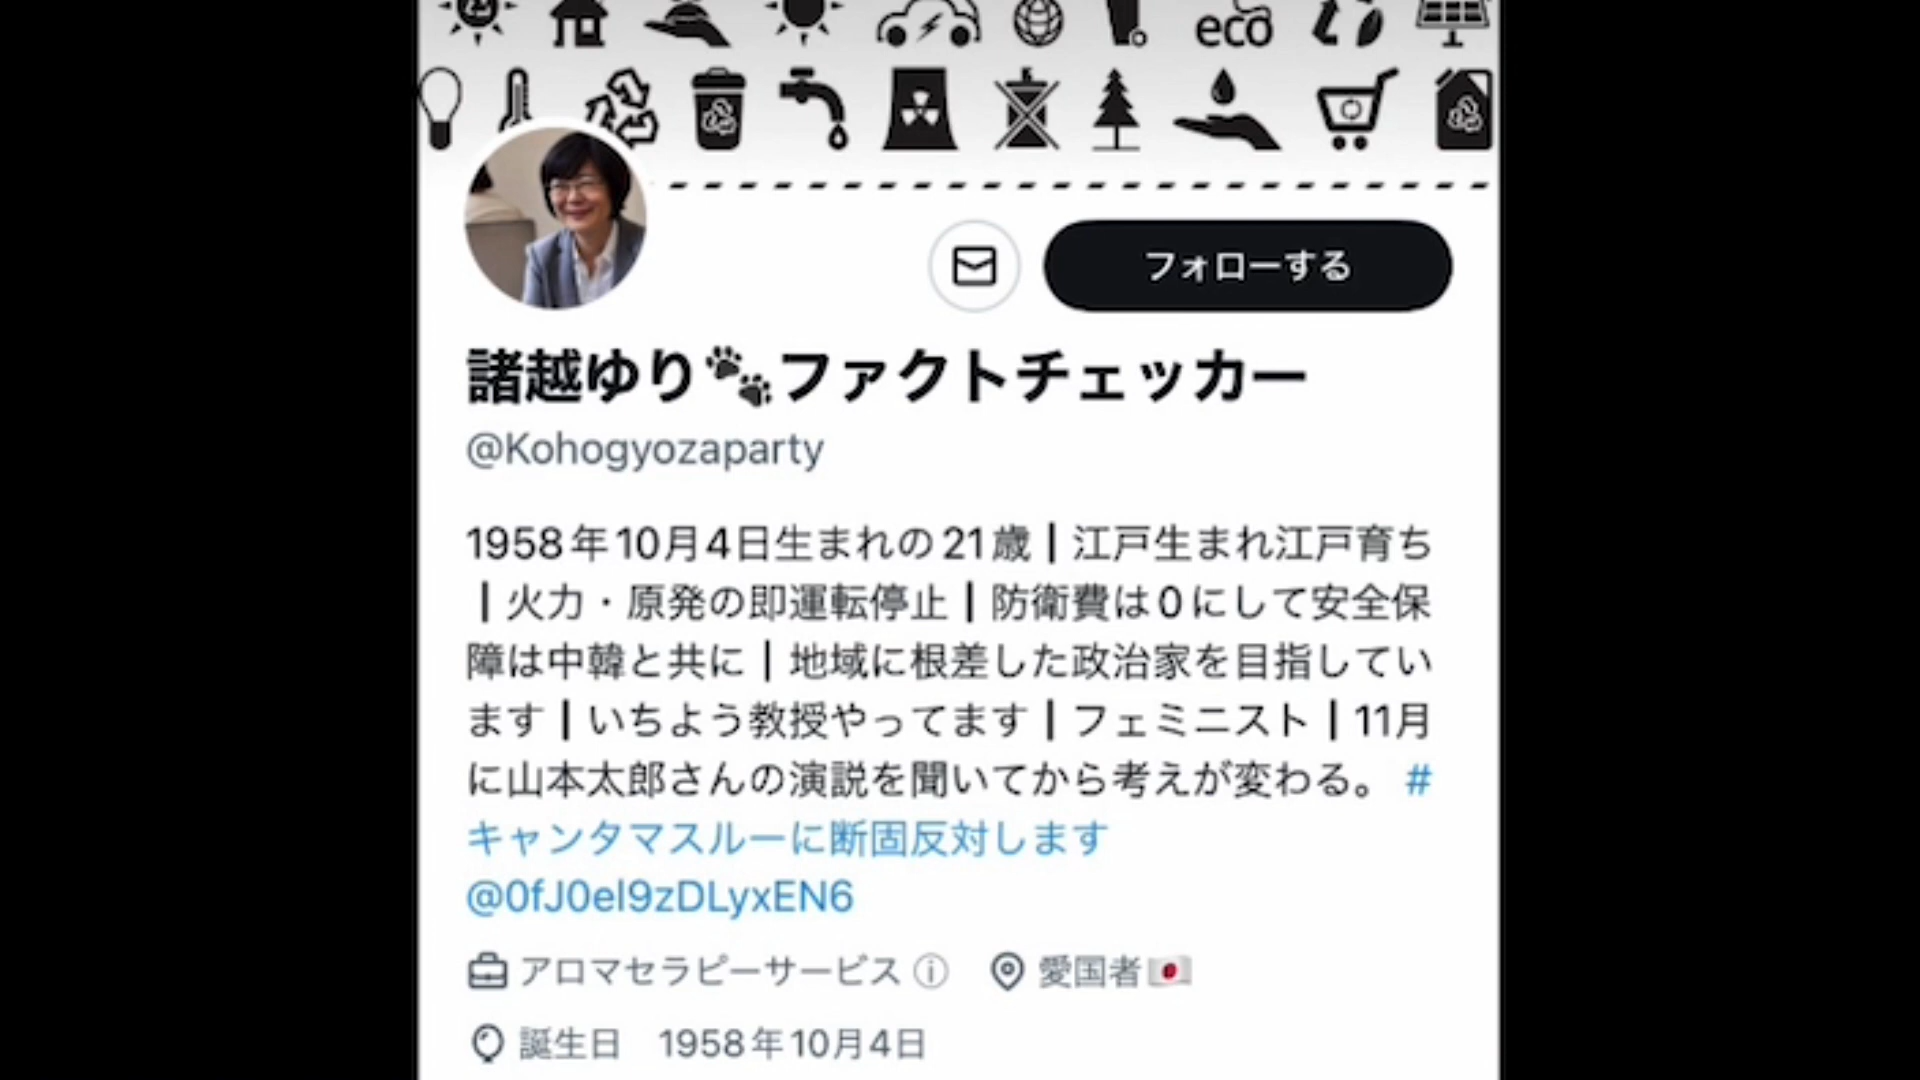 eco
フォローする
諸越ゆり🐾ファクトチェッカー
@Kohogyozaparty
1958年10月4日生まれの21歳┃江戸生まれ江戸育ち
┃火力・原発の即運転停止┃防衛費は0にして安全保
障は中韓と共に┃地域に根差した政治家を目指してい
ます┃いちよう教授やってます┃フェミニスト┃11月
に山本太郎さんの演説を聞いてから考えが変わる。 #
キャンタマスルーに断固反対します
@0fJ0el9zDLyxEN6
アロマセラピーサービス 愛国者🇯🇵
誕生日 1958年10月4日